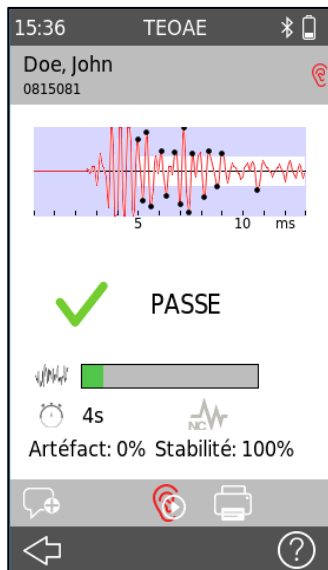 15:36 TEOAE
Doe, John
0815081
5 10 ms
PASSE
4s NC
Artéfact: 0% Stabilité: 100%
?